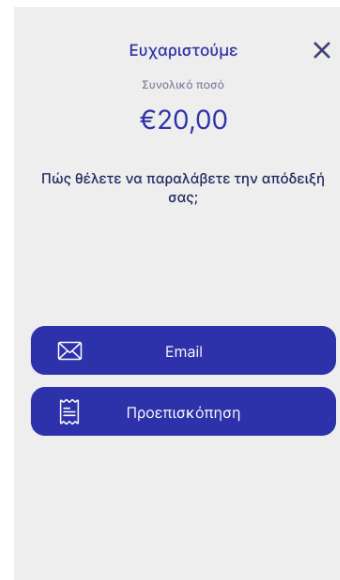 Ευχαριστούμε
Συνολικό ποσό
€20,00
Πώς θέλετε να παραλάβετε την απόδειξή
σας;
Email
Προεπισκόπηση